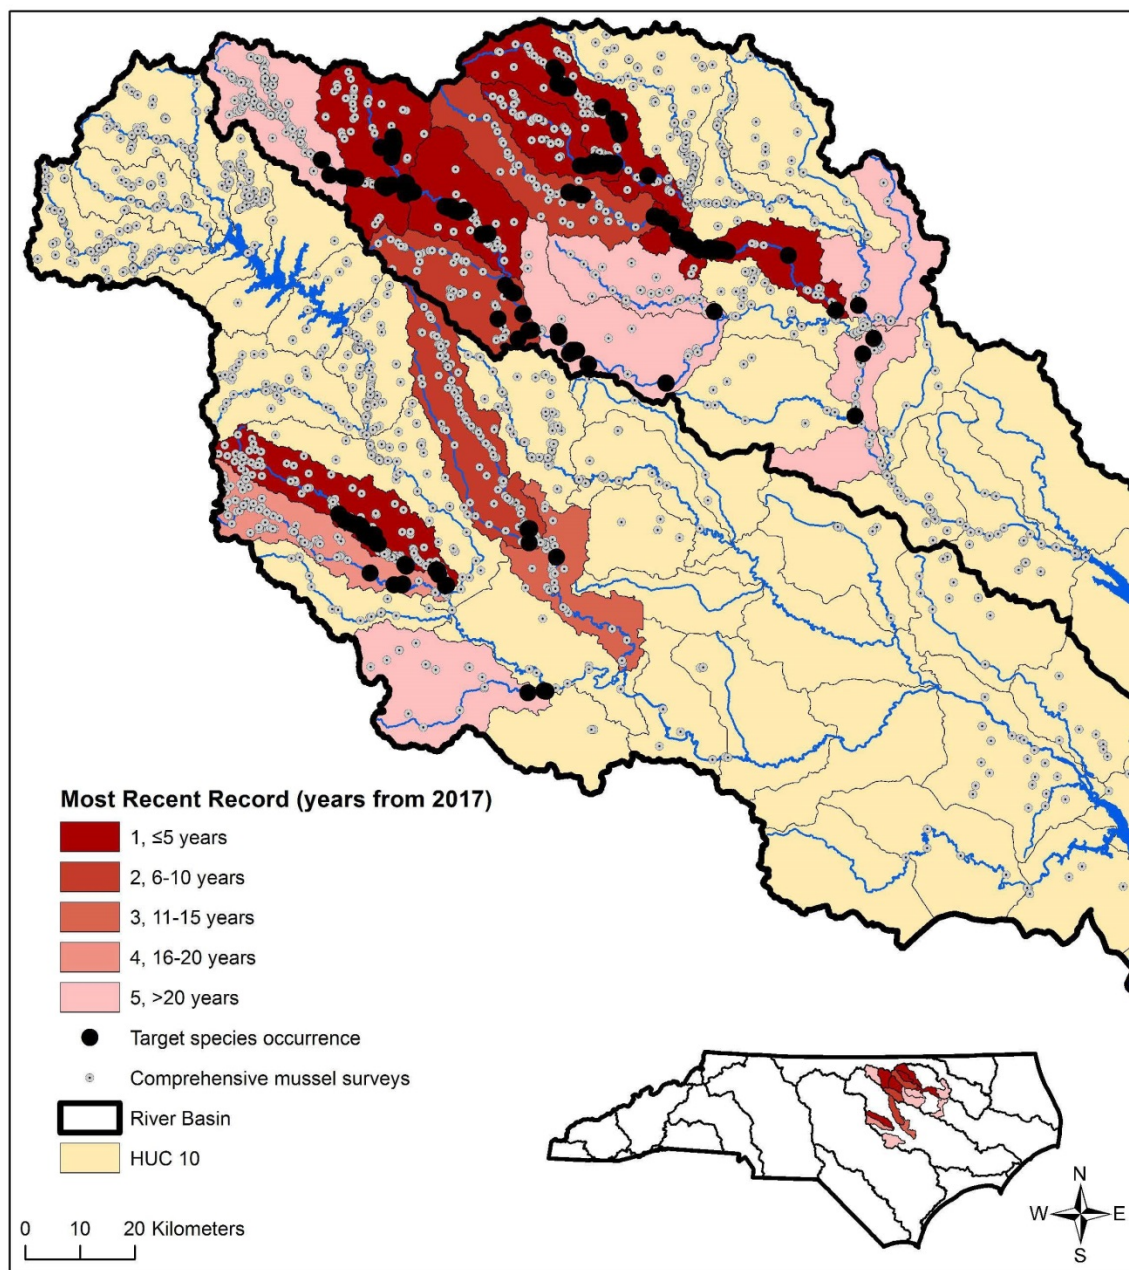 Most Recent Record (years from 2017)
1, ≤5 years
2, 6-10 years
3, 11-15 years
4, 16-20 years
5, >20 years
Target species occurrence
Comprehensive mussel surveys
River Basin
HUC 10
0 10 20 Kilometers
N
W E
S